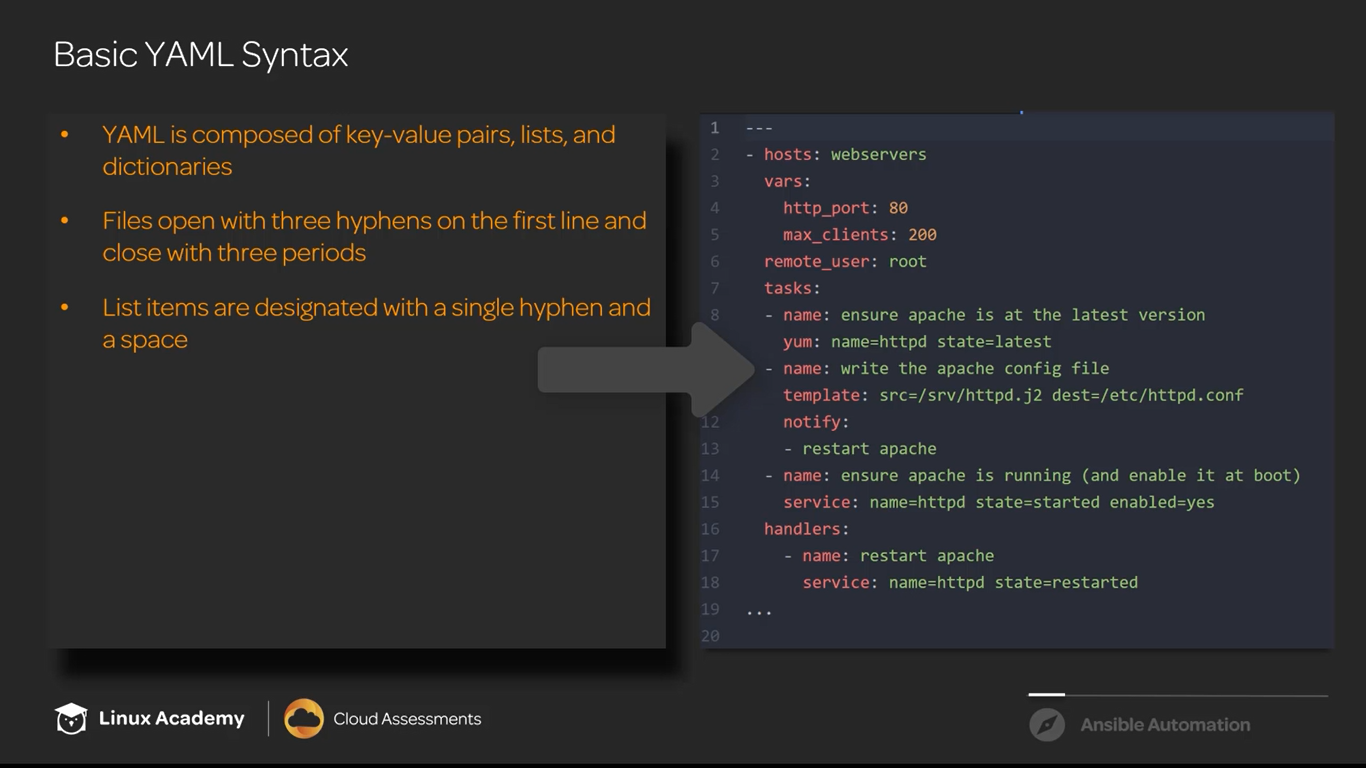 Basic YAML Syntax
• YAML is composed of key-value pairs, lists, and
dictionaries
• Files open with three hyphens on the first line and
close with three periods
• List items are designated with a single hyphen and
a space
1 ---
2 - hosts: webservers
3   vars:
4     http_port: 80
5     max_clients: 200
6   remote_user: root
7   tasks:
8   - name: ensure apache is at the latest version
    yum: name=httpd state=latest
  - name: write the apache config file
    template: src=/srv/httpd.j2 dest=/etc/httpd.conf
12     notify:
13     - restart apache
14   - name: ensure apache is running (and enable it at boot)
15     service: name=httpd state=started enabled=yes
16   handlers:
17     - name: restart apache
18       service: name=httpd state=restarted
19 ...
20
Linux Academy
Cloud Assessments
Ansible Automation